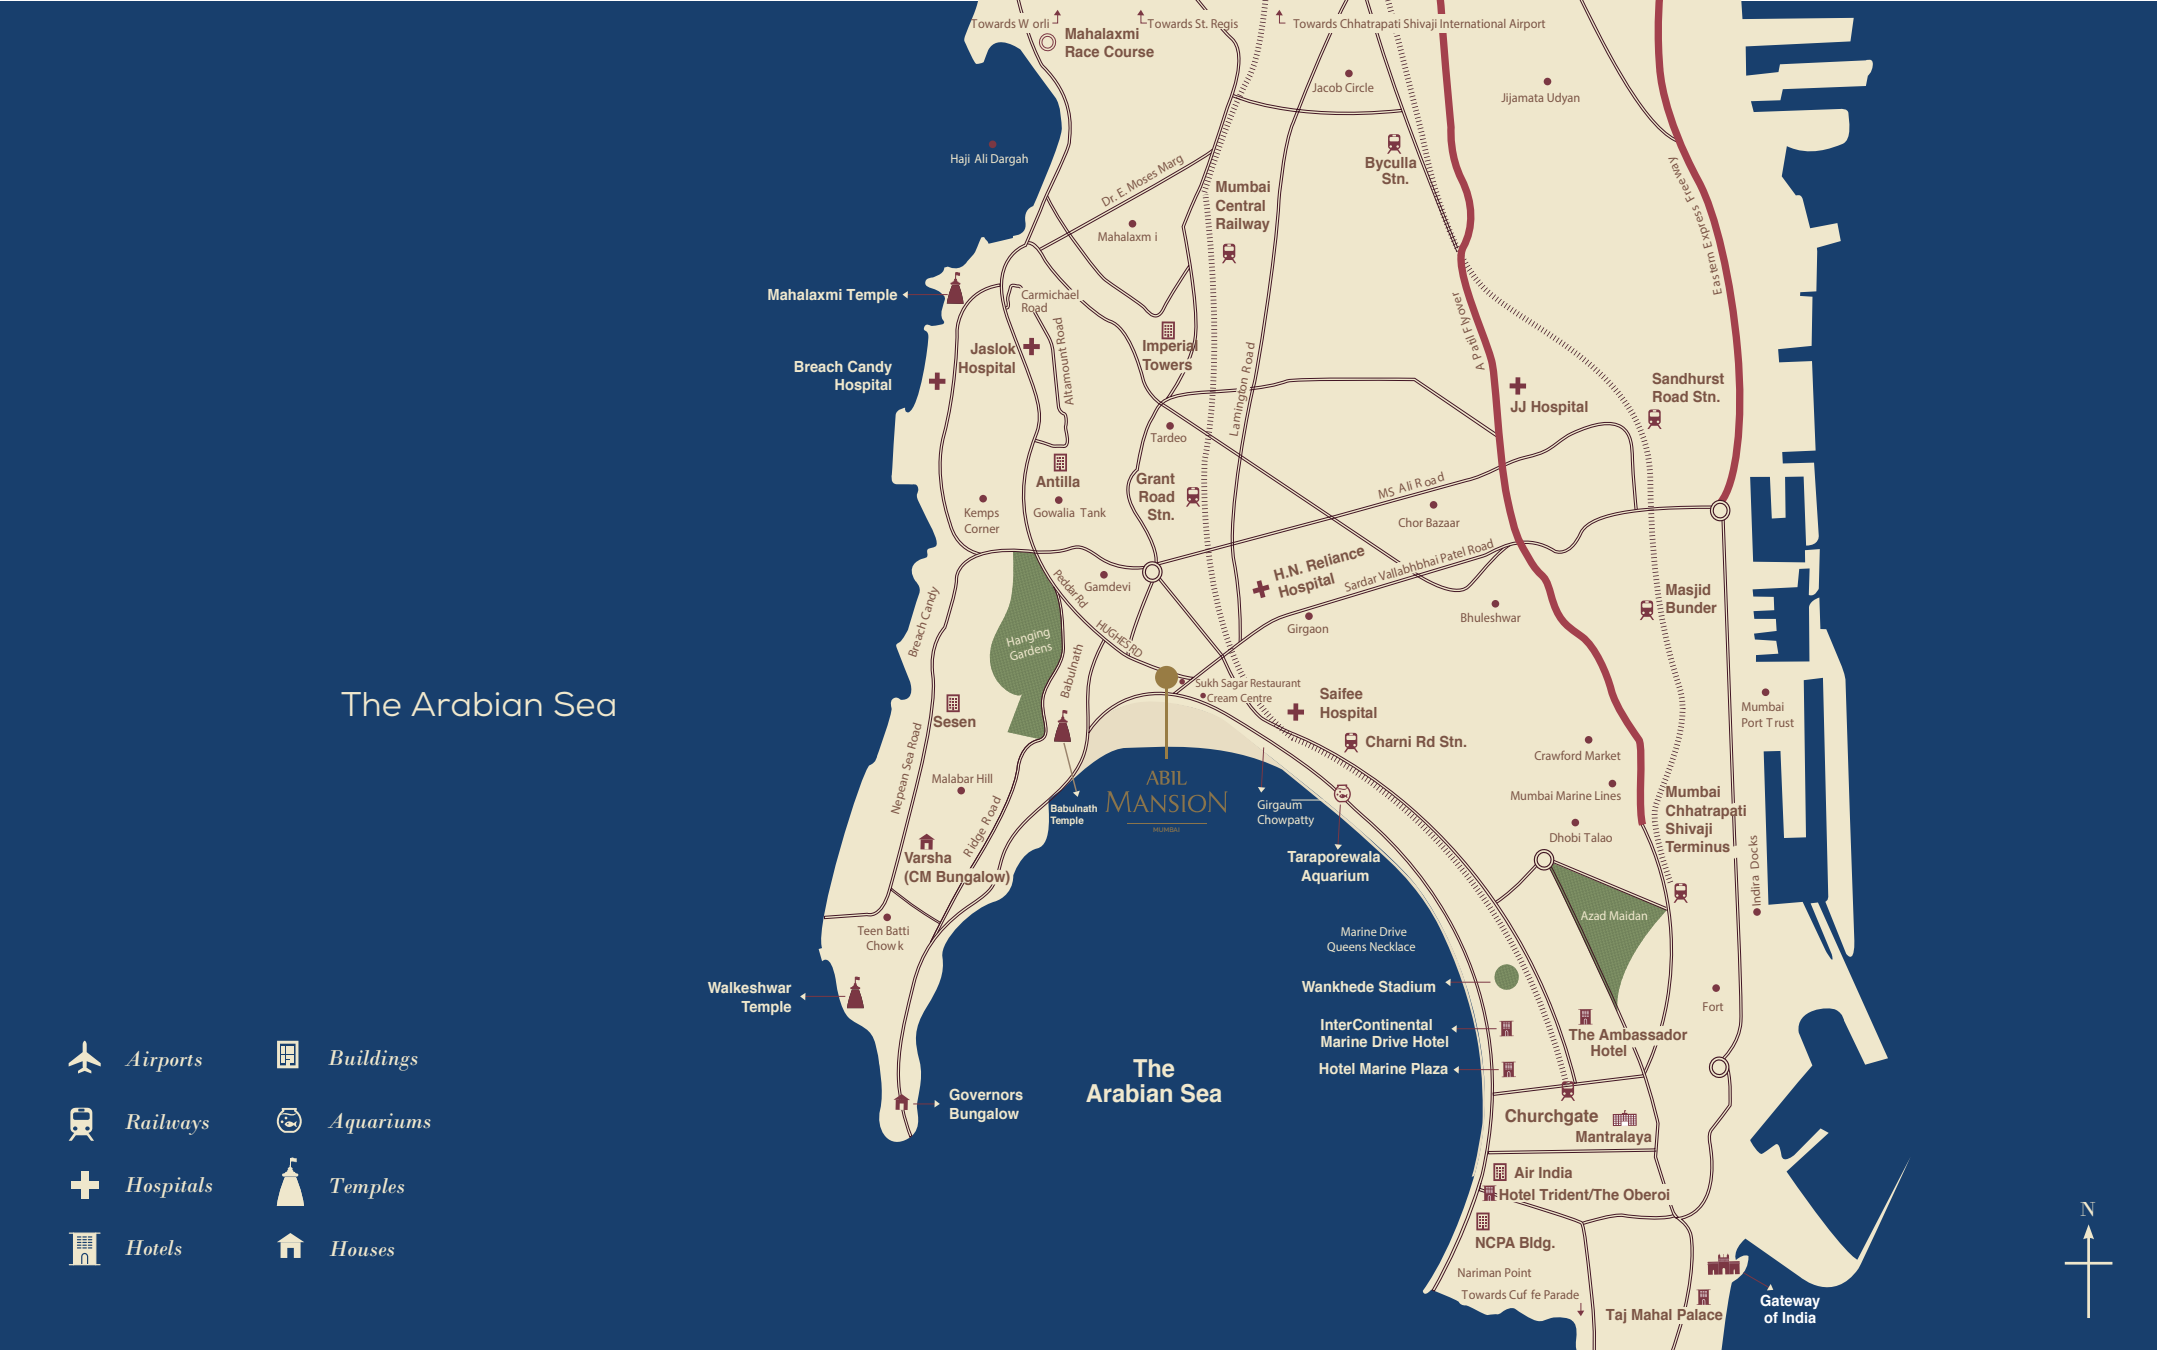 Towards W orli
Towards St. Regis
Towards Chhatrapati Shivaji International Airport
Mahalaxmi
Race Course
Jacob Circle
Jijamata Udyan
Haji Ali Dargah
Dr. E. Moses Marg
Byculla
Stn.
Eastern Express Freeway
Mumbai
Central
Railway
Mahalaxm i
Mahalaxmi Temple
Carmichael
Road
A Patil Flyover
Imperial
Towers
Jaslok
Hospital
Altamount Road
Breach Candy
Hospital
Lamington Road
JJ Hospital
Sandhurst
Road Stn.
Tardeo
Antilla
Grant
Road
Stn.
MS Ali Road
Kemps
Corner
Gowalia Tank
Chor Bazaar
H.N. Reliance
Hospital
Sardar Vallabhbhai Patel Road
Peddar Rd
Gamdevi
Masjid
Bunder
Breach Candy
HUGHES RD
Hanging
Gardens
Girgaon
Bhuleshwar
Babulnath
Sukh Sagar Restaurant
Cream Centre
Saifee
Hospital
The Arabian Sea
Sesen
Charni Rd Stn.
Mumbai
Port T rust
Crawford Market
Nepean Sea Road
Malabar Hill
ABIL
MANSION
MUMBAI
Babulnath
Temple
Girgaum
Chowpatty
Mumbai Marine Lines
Mumbai
Chhatrapati
Shivaji
Terminus
Ridge Road
Dhobi Talao
Varsha
(CM Bungalow)
Taraporewala
Aquarium
Indira Docks
Azad Maidan
Teen Batti
Chow k
Marine Drive
Queens Necklace
Walkeshwar
Temple
Wankhede Stadium
Fort
InterContinental
Marine Drive Hotel
The Ambassador
Hotel
Hotel Marine Plaza
The
Arabian Sea
Governors
Bungalow
Churchgate
Mantralaya
Air India
Hotel Trident/The Oberoi
NCPA Bldg.
Nariman Point
Towards Cuf fe Parade
Taj Mahal Palace
Gateway
of India
Airports
Buildings
Railways
Aquariums
Hospitals
Temples
Hotels
Houses
N